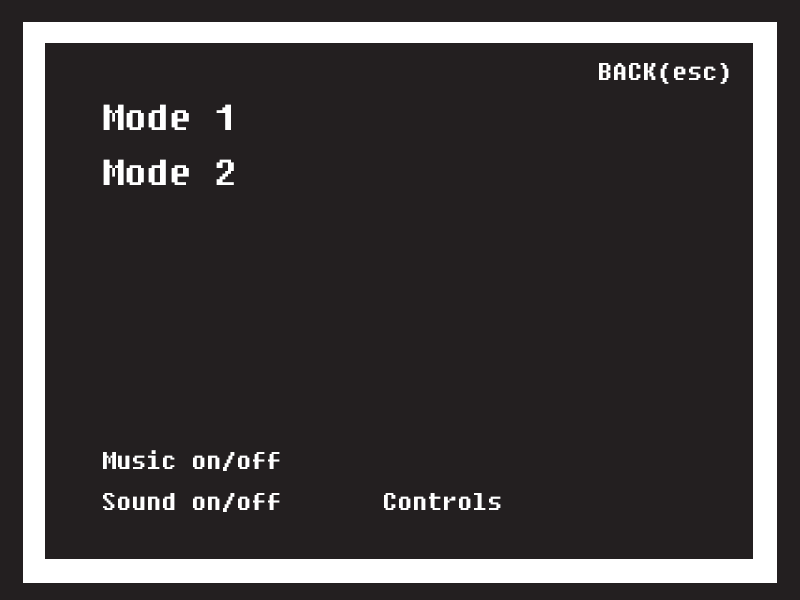 BACK(esc)
Mode 1
Mode 2
Music on/off
Sound on/off
Controls